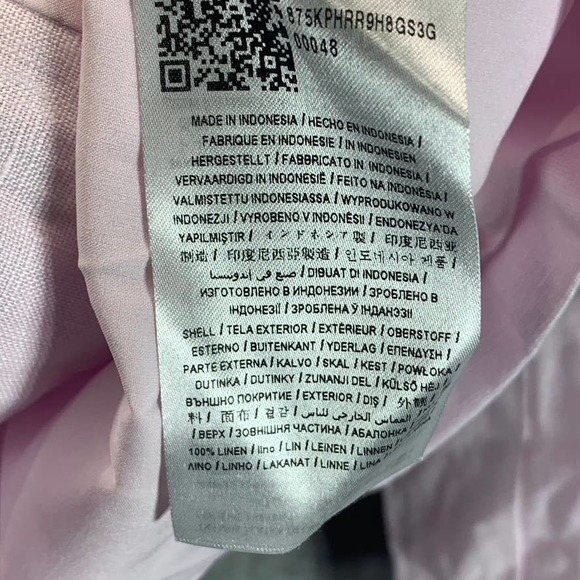 875KPHRR9H8GS3G
00048
MADE IN INDONESIA / HECHO EN INDONESIA /
FABRIQUE EN INDONESIE / IN INDONESIEN
HERGESTELLT / FABBRICATO IN INDONESIA /
VERVAARDIGD IN INDONESIË / FEITO NA INDONÉSIA /
VALMISTETTU INDONESIASSA / WYPRODUKOWANO W
INDONEZJI / VYROBENO V INDONÉSII / ENDONEZYA'DA
YAPILMIŞTIR / インドネシア製 / 印度尼西亚
制造 / 印度尼西亞製造 / 인도네시아 제품 /
صنع في إندونيسيا / DIBUAT DI INDONESIA /
ИЗГОТОВЛЕНО В ИНДОНЕЗИИ / ЗРОБЛЕНО В
ІНДОНЕЗІЇ / ЗРОБЛЕНА Ў ІНДАНЭЗІІ
SHELL / TELA EXTERIOR / EXTÉRIEUR / OBERSTOFF /
ESTERNO / BUITENKANT / YDERLAG / ΕΠΕΝΔΥΣΗ /
PARTE EXTERNA / KALVO / SKAL / KEST / POWŁOKA /
DUTINKA / DUTINKY / ZUNANJI DEL / KÜLSŐ HÉJ /
ВЪНШНО ПОКРИТИЕ / EXTERIOR / DIŞ / 外側
料 / 面布 / 겉감 / القماش الخارجي للناس /
/ ВЕРХ / ЗОВНІШНЯ ЧАСТИНА / АБАЛОНКА
100% LINEN / lino / LIN / LEINEN / LINNEN
ΛΙΝΟ / LINHO / LAKANAT / LINNE